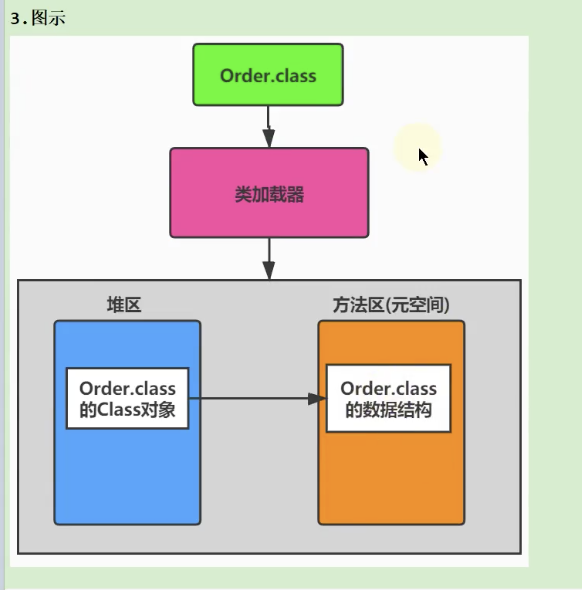 3.图示
Order.class
类加载器
堆区
方法区(元空间)
Order.class
的Class对象
Order.class
的数据结构